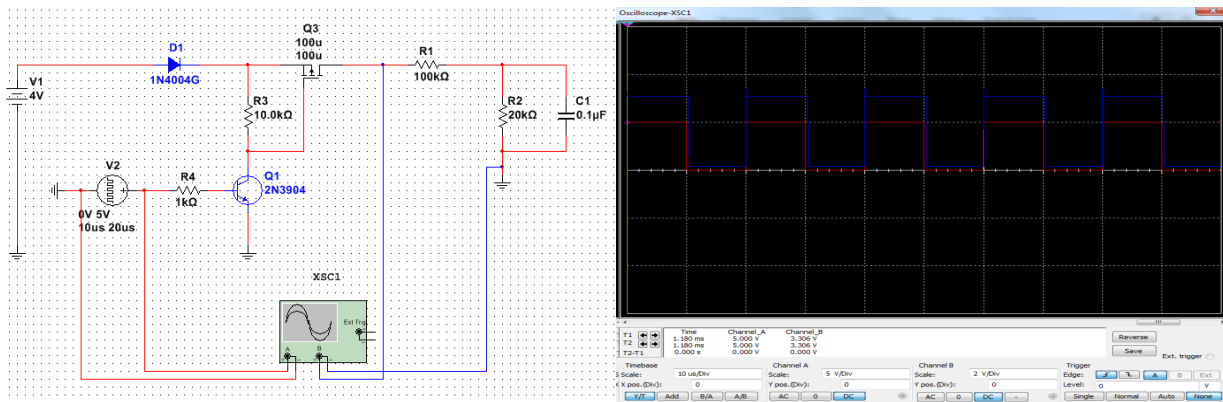 Oscilloscope-XSC1
Q3
100u
100u
D1
1N4004G
R1
100kΩ
V1
4V
R3
10.0kΩ
R2
20kΩ
C1
0.1µF
V2
R4
1kΩ
Q1
2N3904
0V 5V
10us 20us
XSC1
Ext Trig
A
B
T1
T2
T2-T1
Time Channel_A Channel_B
1.180 ms 5.000 V 3.306 V
1.180 ms 5.000 V 3.306 V
0.000 s 0.000 V 0.000 V
Reverse
Save
Ext. trigger
Timebase
Scale: 10 us/Div
X pos.(Div): 0
Y/T Add B/A A/B
Channel A
Scale: 5 V/Div
Y pos.(Div): 0
AC 0 DC
Channel B
Scale: 2 V/Div
Y pos.(Div): 0
AC 0 DC -
Trigger
Edge: A B Ext
Level: 0 V
Single Normal Auto None